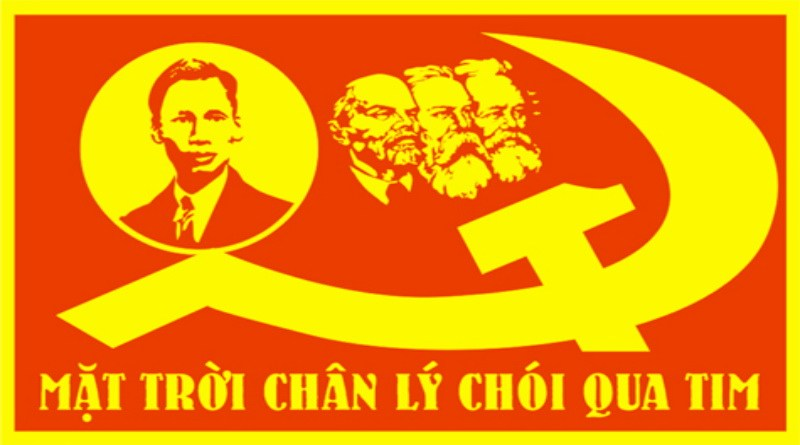 MẶT TRỜI CHÂN LÝ CHÓI QUA TIM